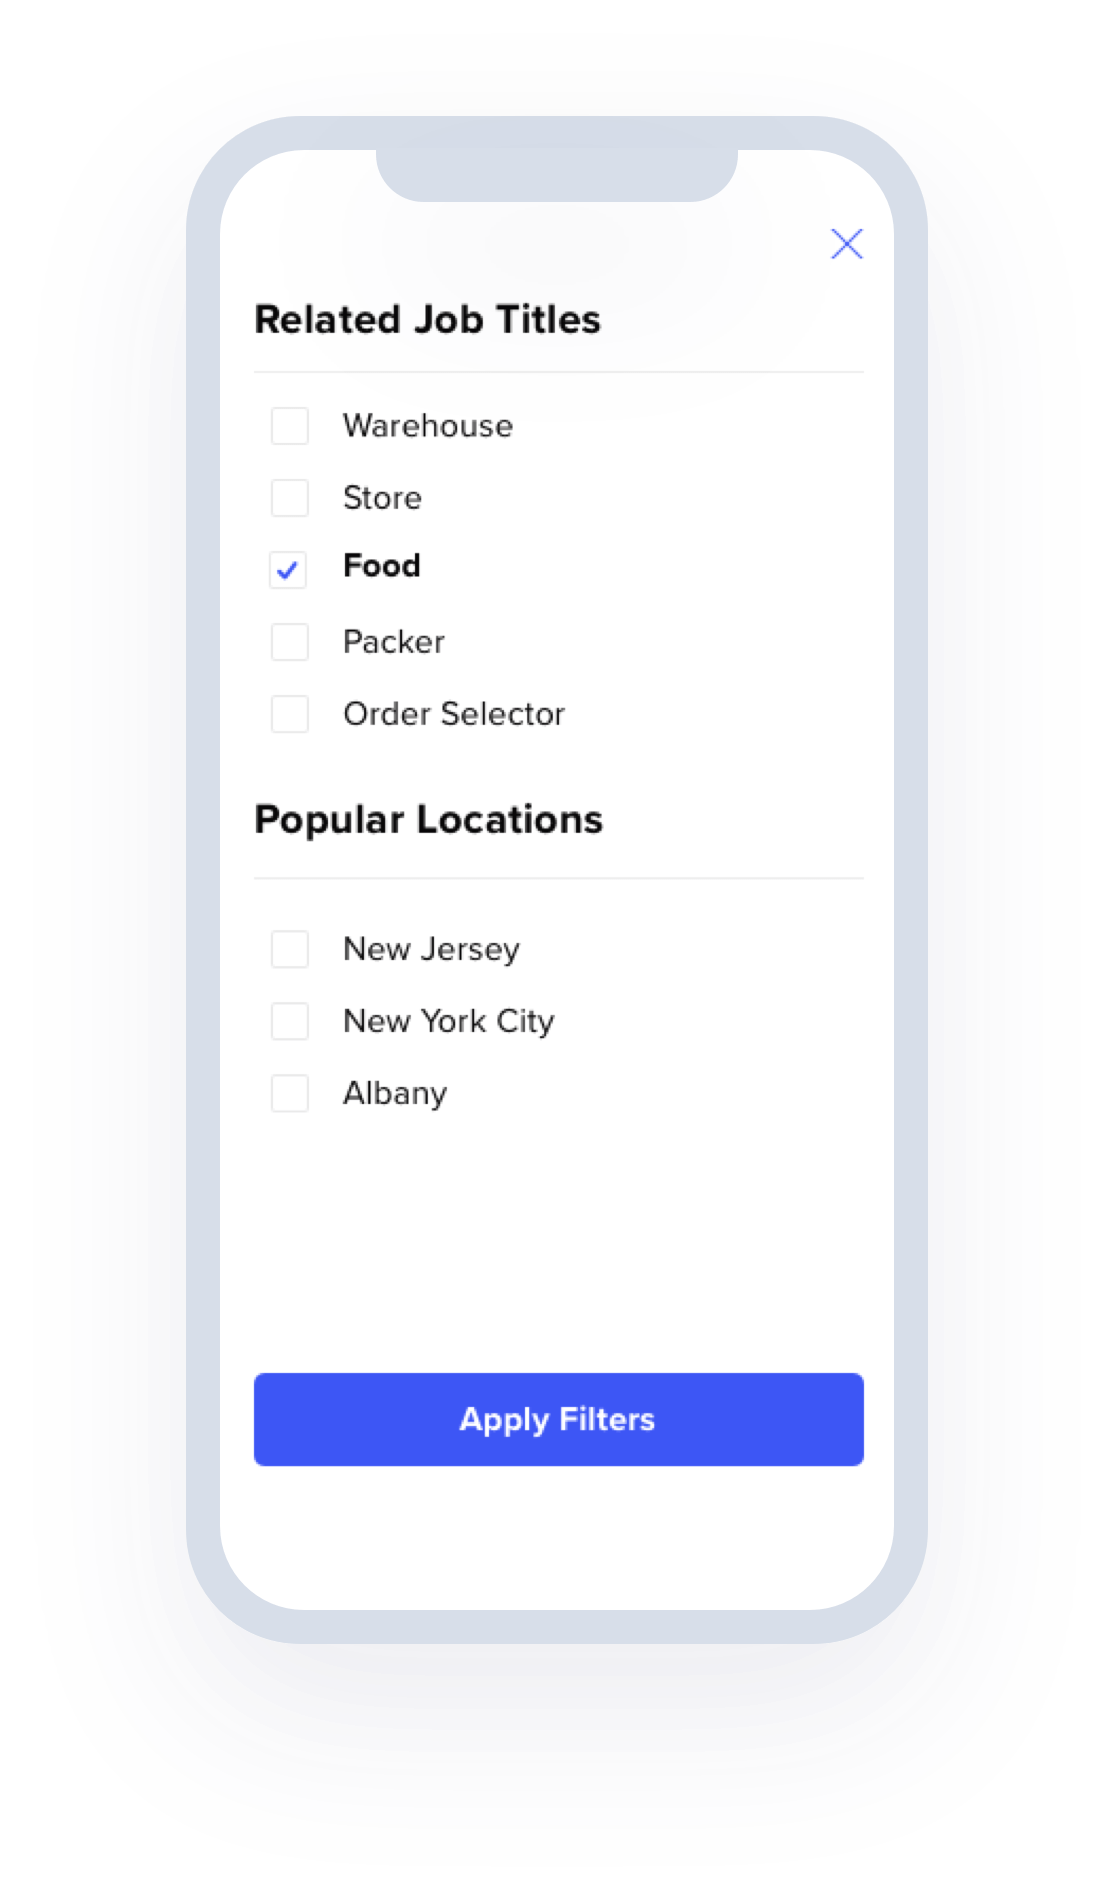 Related Job Titles
Warehouse
Store
Food
Packer
Order Selector
Popular Locations
New Jersey
New York City
Albany
Apply Filters